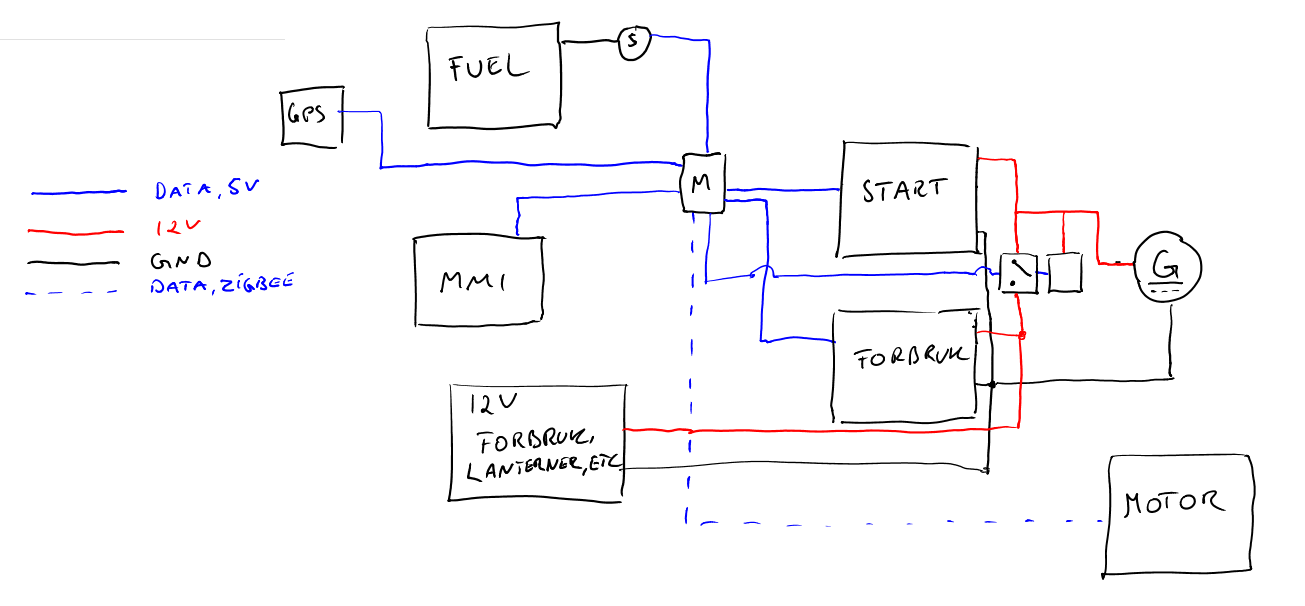 FUEL
S
GPS
DATA, 5V
12V
GND
DATA, ZIGBEE
M
START
MMI
G
FORBRUK
12V
FORBRUK,
LANTERNER, ETC
MOTOR